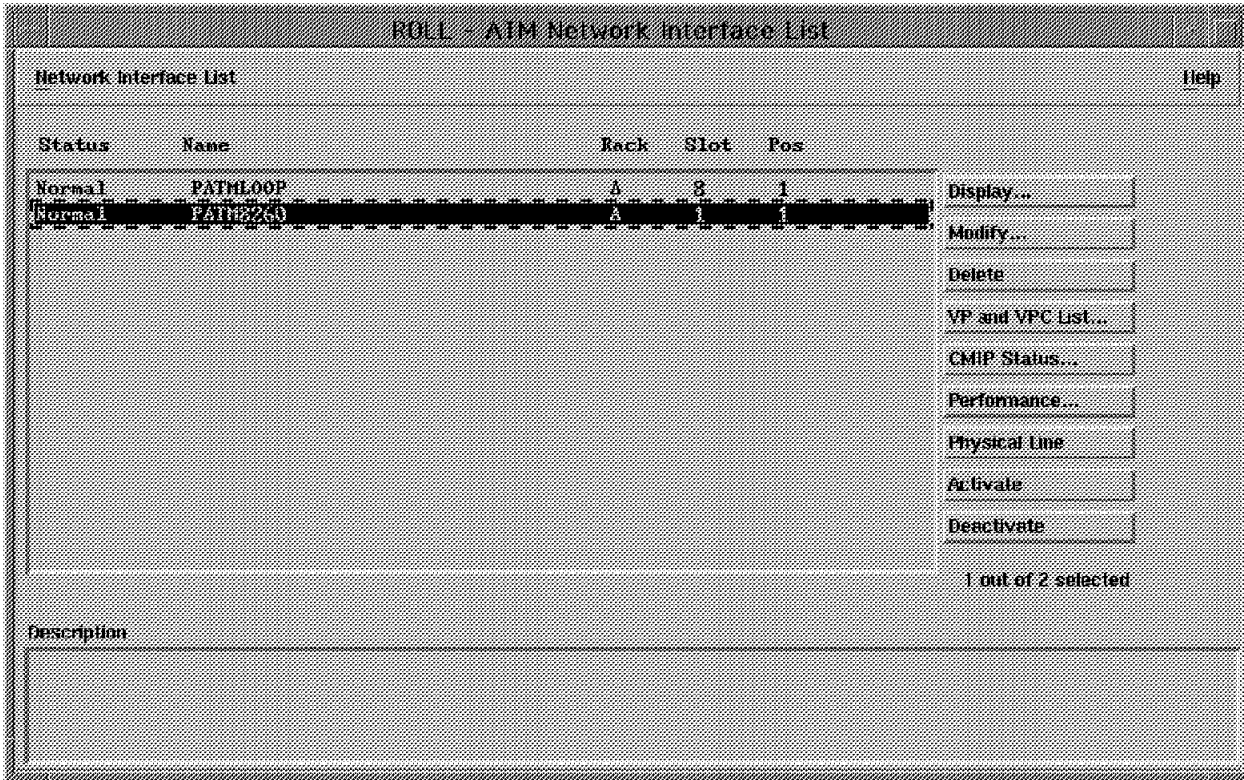 ROLL - ATM Network Interface List
Network Interface List Help
Status Name Rack Slot Pos
Normal PATMLOOP A 8 1
Normal PATM8260 A 1 1
Display...
Modify...
Delete
VP and VPC List...
CMIP Status...
Performance...
Physical Line
Activate
Deactivate
1 out of 2 selected
Description